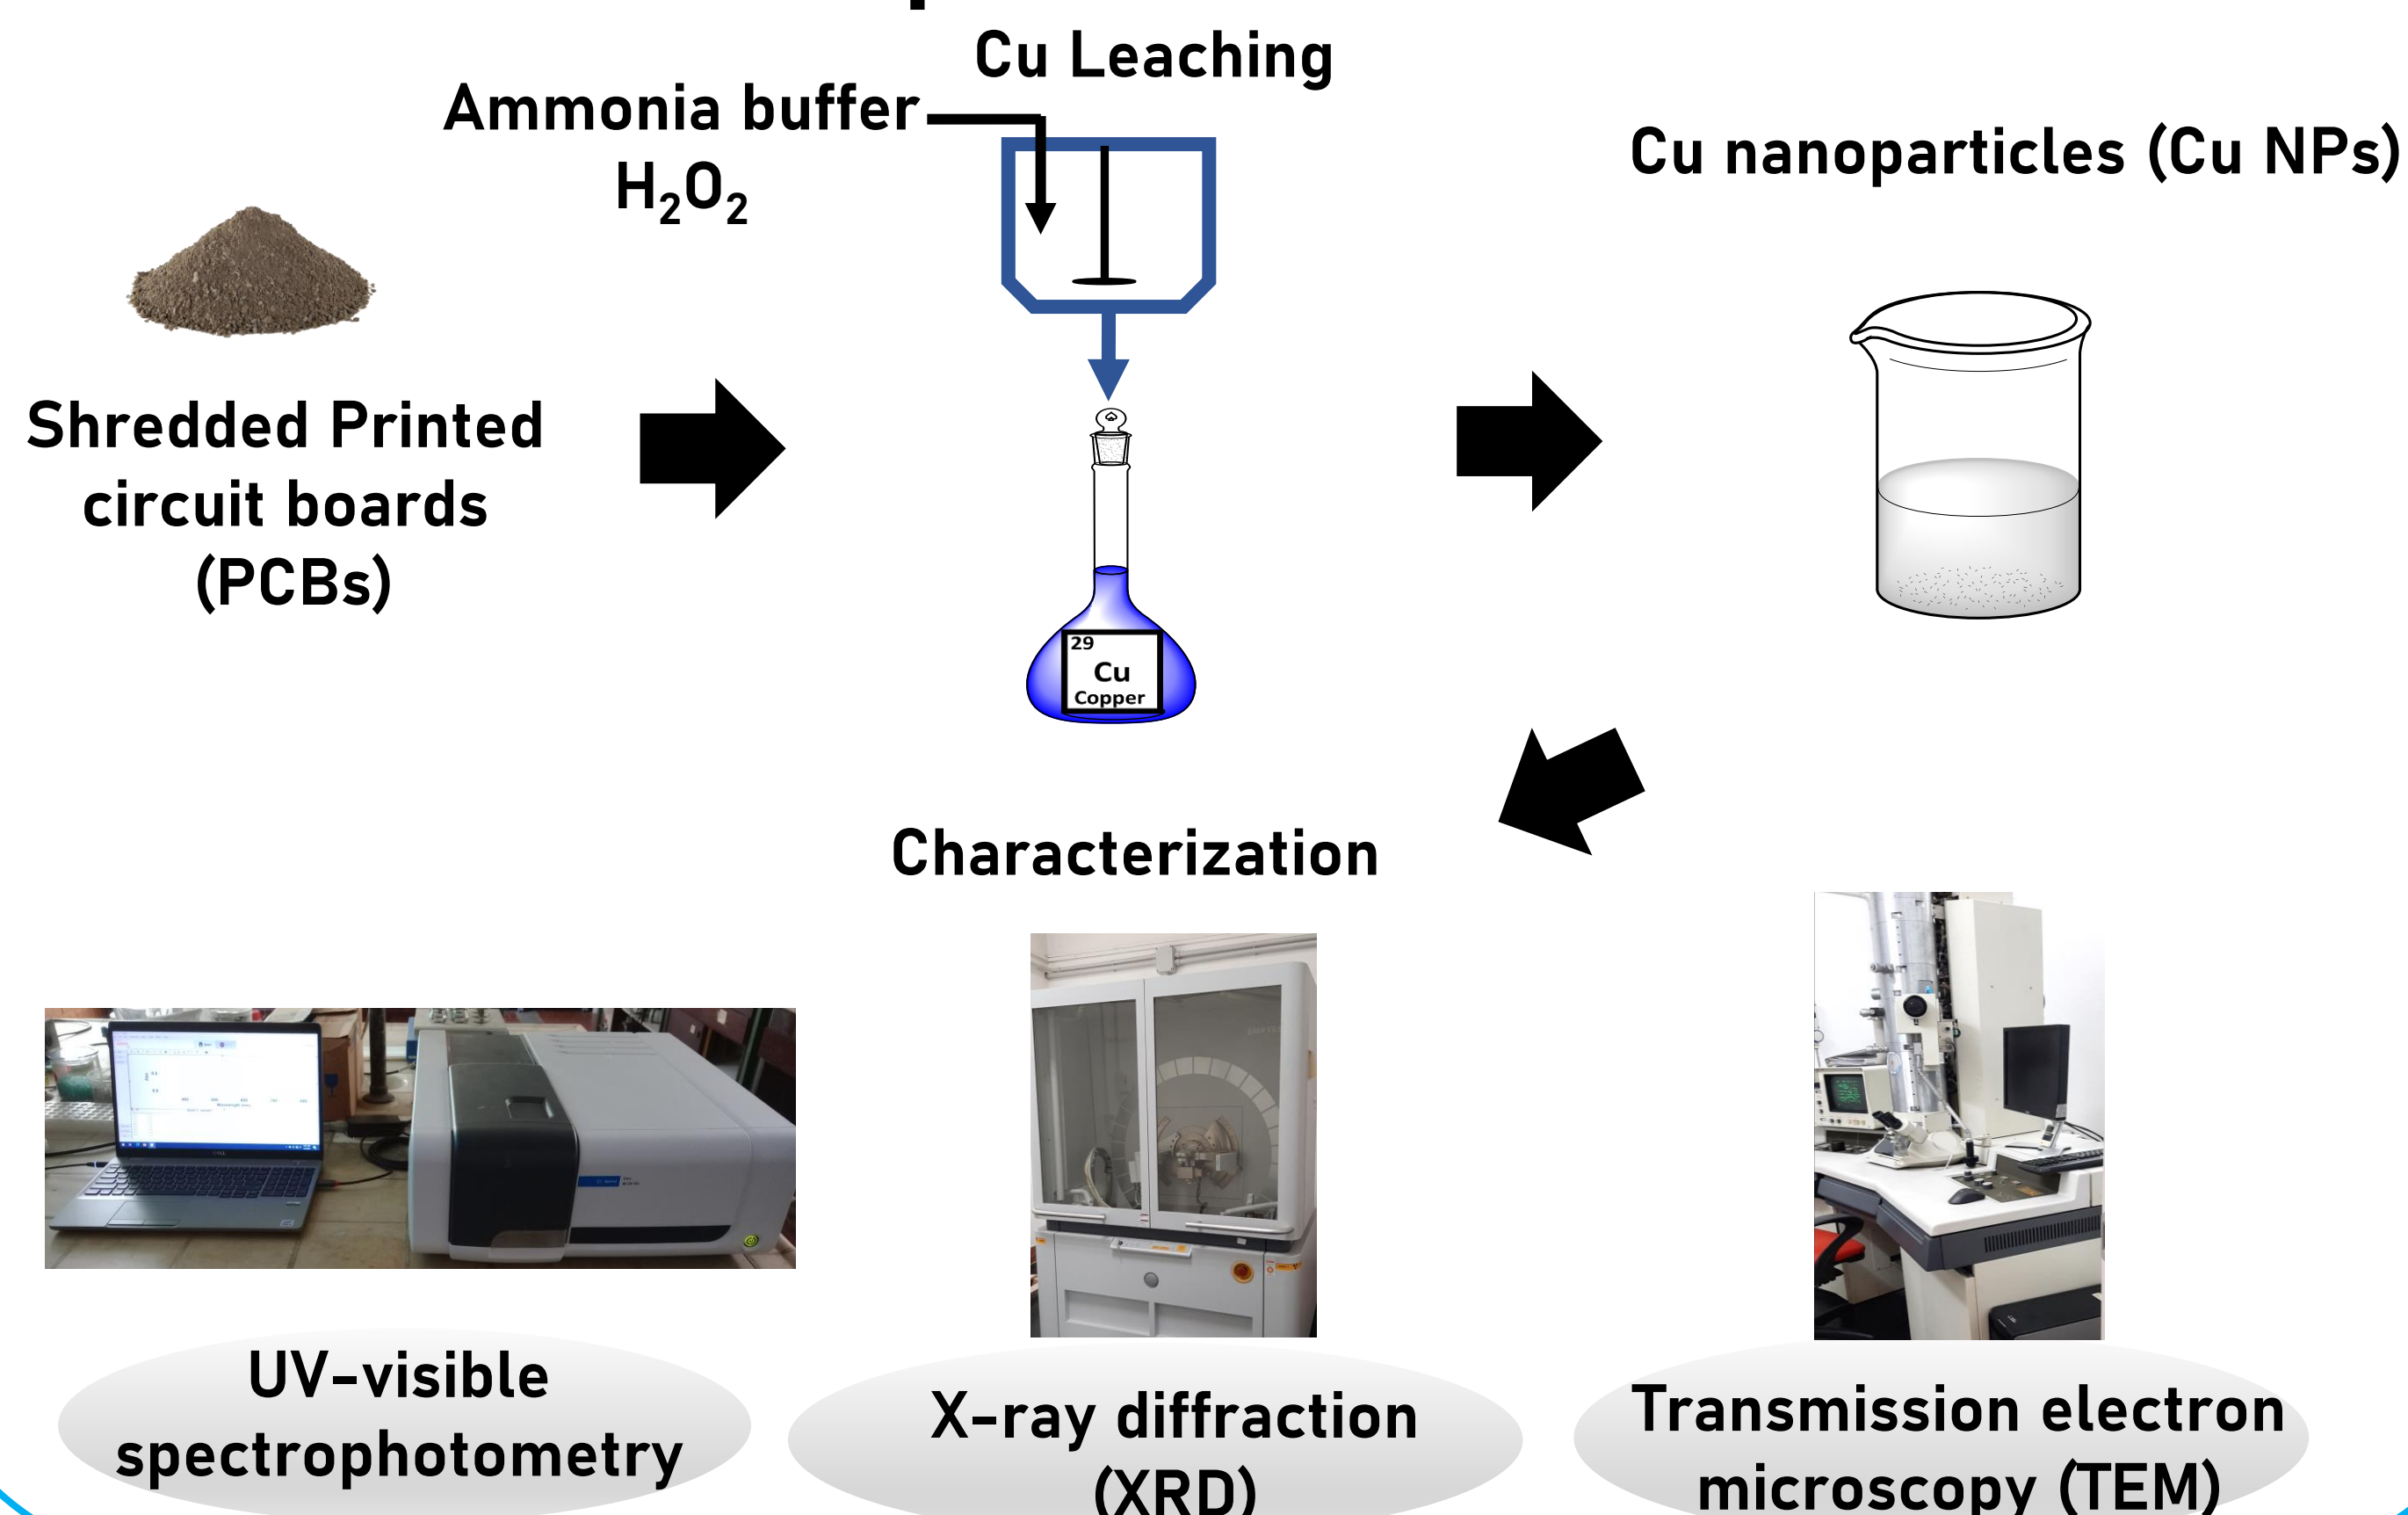 Cu Leaching
Ammonia buffer
H₂O₂
Cu nanoparticles (Cu NPs)
Shredded Printed
circuit boards
(PCBs)
29
Cu
Copper
Characterization
DELL
UV-visible
spectrophotometry
X-ray diffraction
(XRD)
Transmission electron
microscopy (TEM)